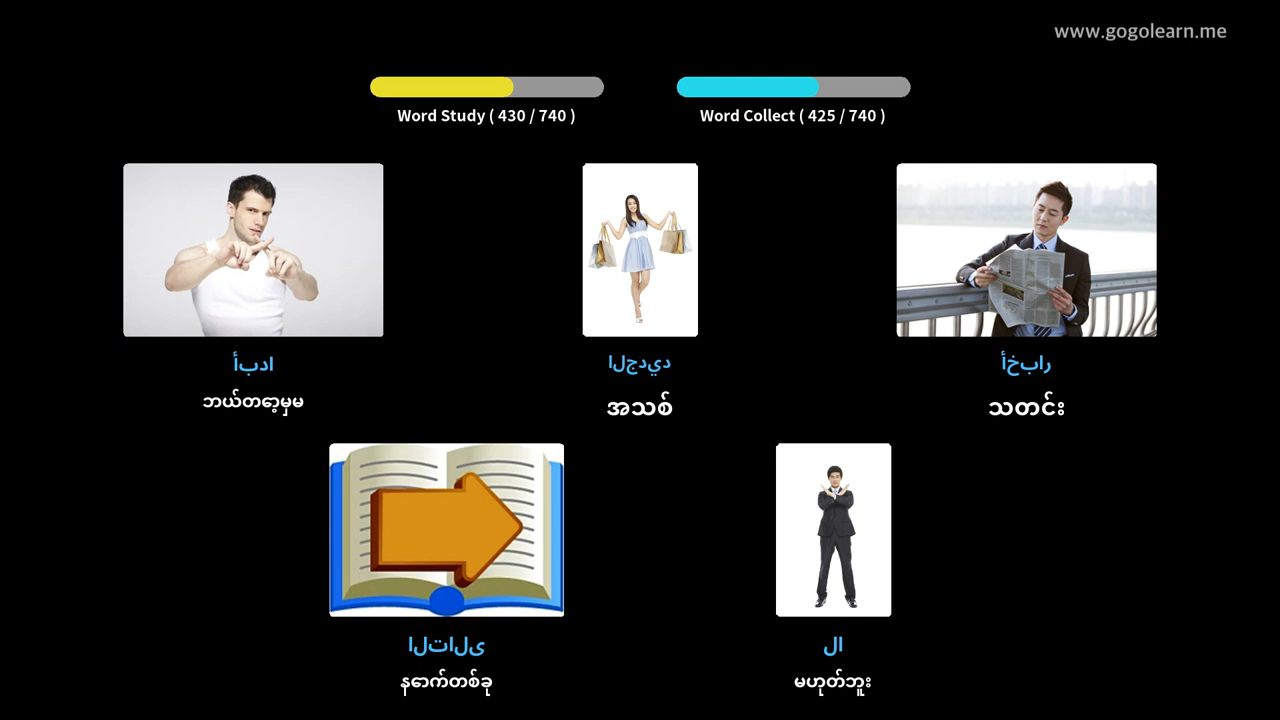 www.gogolearn.me
Word Study ( 430 / 740 )
Word Collect ( 425 / 740 )
أبدا
ဘယ်တော့မှမ
الجديد
အသစ်
أخبار
သတင်း
التالى
နောက်တစ်ခု
لا
မဟုတ်ဘူး